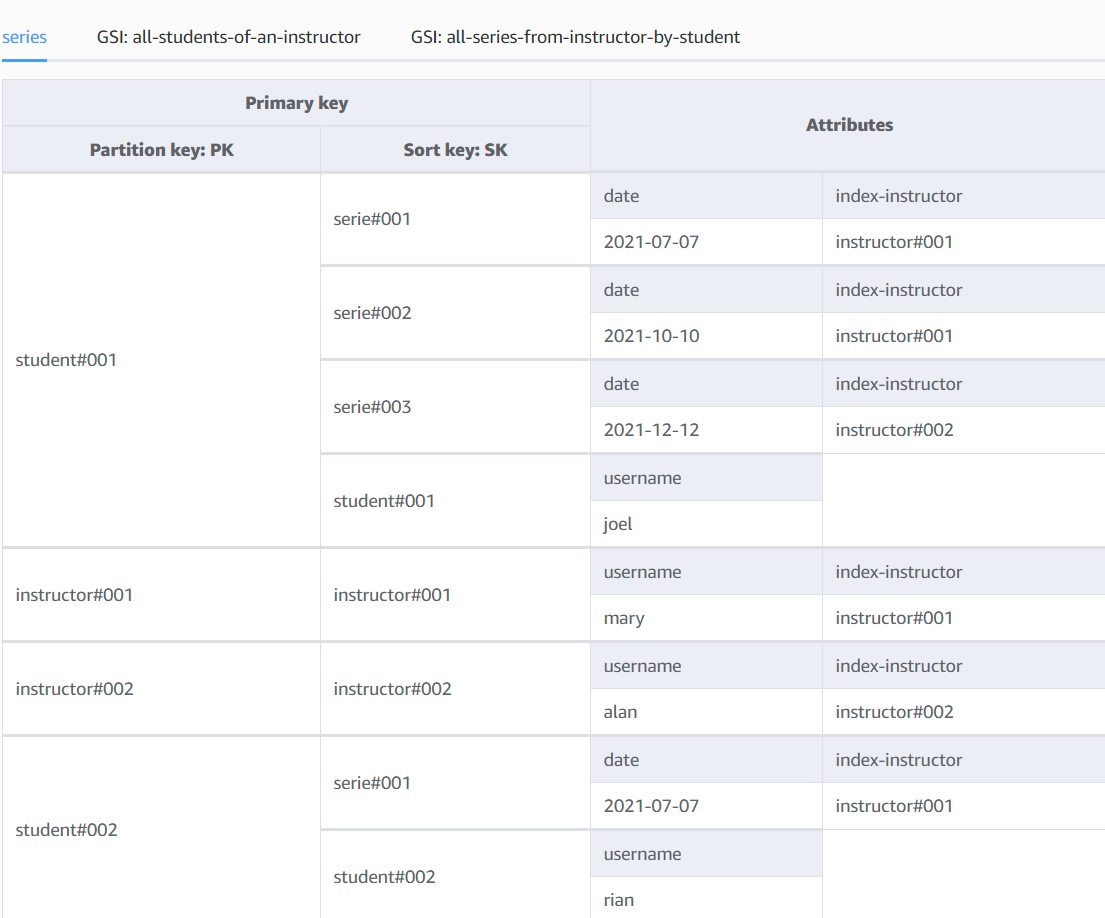 series GSI: all-students-of-an-instructor GSI: all-series-from-instructor-by-student
Primary key
Attributes
Partition key: PK Sort key: SK
date index-instructor
serie#001
2021-07-07 instructor#001
date index-instructor
serie#002
2021-10-10 instructor#001
student#001
date index-instructor
serie#003
2021-12-12 instructor#002
username
student#001
joel
username index-instructor
instructor#001 instructor#001
mary instructor#001
username index-instructor
instructor#002 instructor#002
alan instructor#002
date index-instructor
serie#001
2021-07-07 instructor#001
student#002
username
student#002
rian